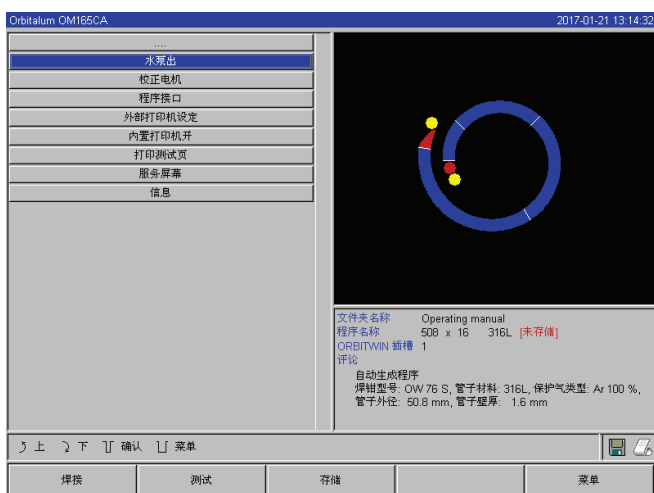 Orbitalum OM165CA 2017-01-21 13:14:32
....
水泵出
校正电机
程序接口
外部打印机设定
内置打印机开
打印测试页
服务屏幕
信息
文件夹名称 Operating manual
程序名称 508 x 16 316L [未存储]
ORBITWIN 插槽 1
评论
自动生成程序
焊钳型号: OW 76 S, 管子材料: 316L, 保护气类型: Ar 100 %,
管子外径: 50.8 mm, 管子壁厚: 1.6 mm
上 下 确认 菜单
焊接 测试 存储 菜单